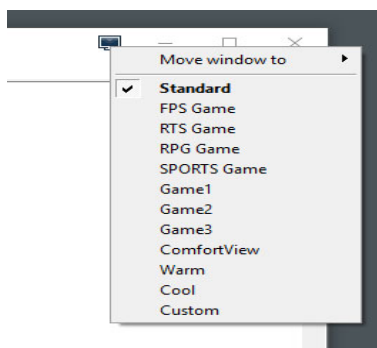 Move window to
Standard
FPS Game
RTS Game
RPG Game
SPORTS Game
Game1
Game2
Game3
ComfortView
Warm
Cool
Custom